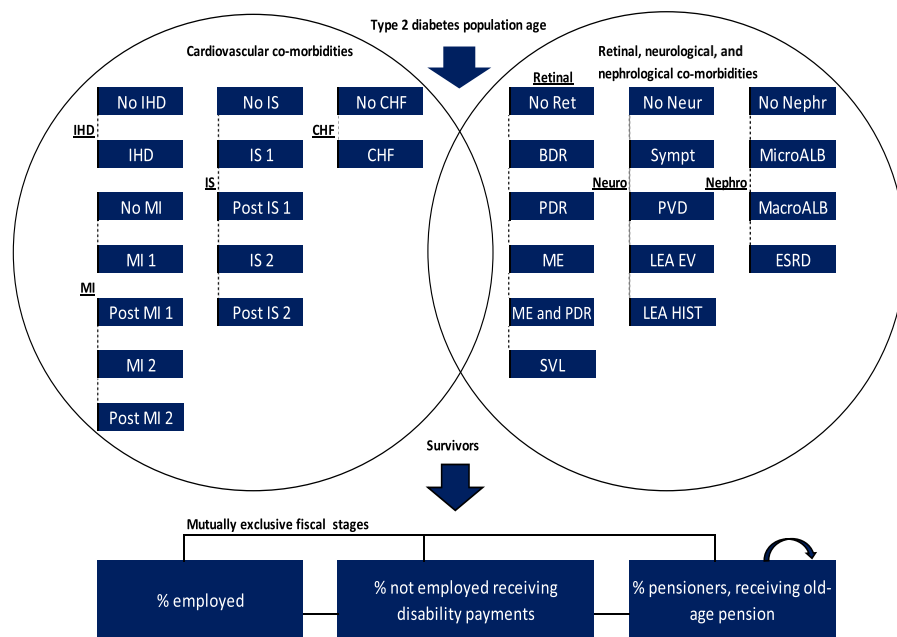 Type 2 diabetes population age
Cardiovascular co-morbidities
No IHD
IHD
IHD
No MI
MI 1
MI
Post MI 1
MI 2
Post MI 2
No IS
IS 1
IS
Post IS 1
IS 2
Post IS 2
No CHF
CHF
CHF
Retinal, neurological, and
nephrological co-morbidities
Retinal
No Ret
BDR
PDR
ME
ME and PDR
SVL
No Neur
Sympt
Neuro
PVD
LEA EV
LEA HIST
No Nephr
MicroALB
Nephro
MacroALB
ESRD
Survivors
Mutually exclusive fiscal stages
% employed
% not employed receiving
disability payments
% pensioners, receiving old-
age pension